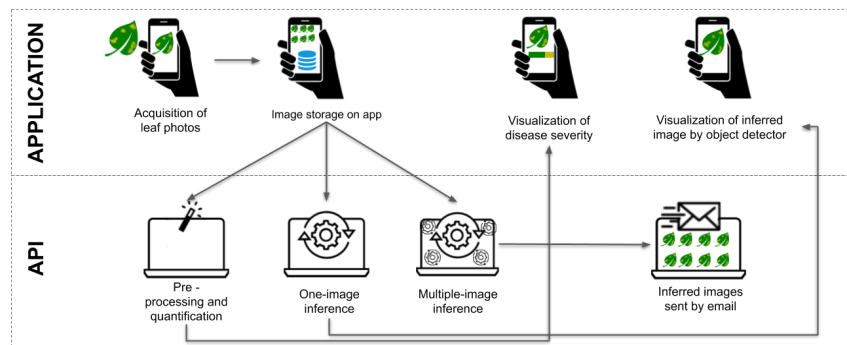 APPLICATION
Acquisition of
leaf photos
Image storage on app
Visualization of
disease severity
Visualization of inferred
image by object detector
API
Pre -
processing and
quantification
One-image
inference
Multiple-image
inference
Inferred images
sent by email